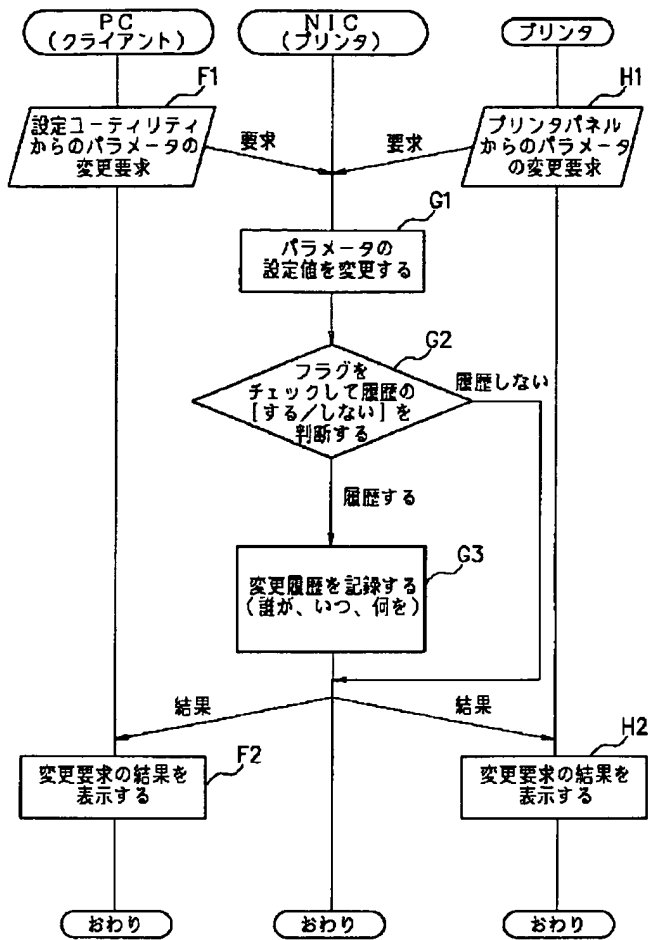 PC
(クライアント)
NIC
(プリンタ)
プリンタ
F1
H1
設定ユーティリティ
からのパラメータの
変更要求
要求
要求
プリンタパネル
からのパラメータ
の変更要求
G1
パラメータの
設定値を変更する
G2
フラグを
チェックして履歴の
[する/しない]を
判断する
履歴しない
履歴する
G3
変更履歴を記録する
(誰が、いつ、何を)
結果
結果
F2
H2
変更要求の結果を
表示する
変更要求の結果を
表示する
おわり
おわり
おわり